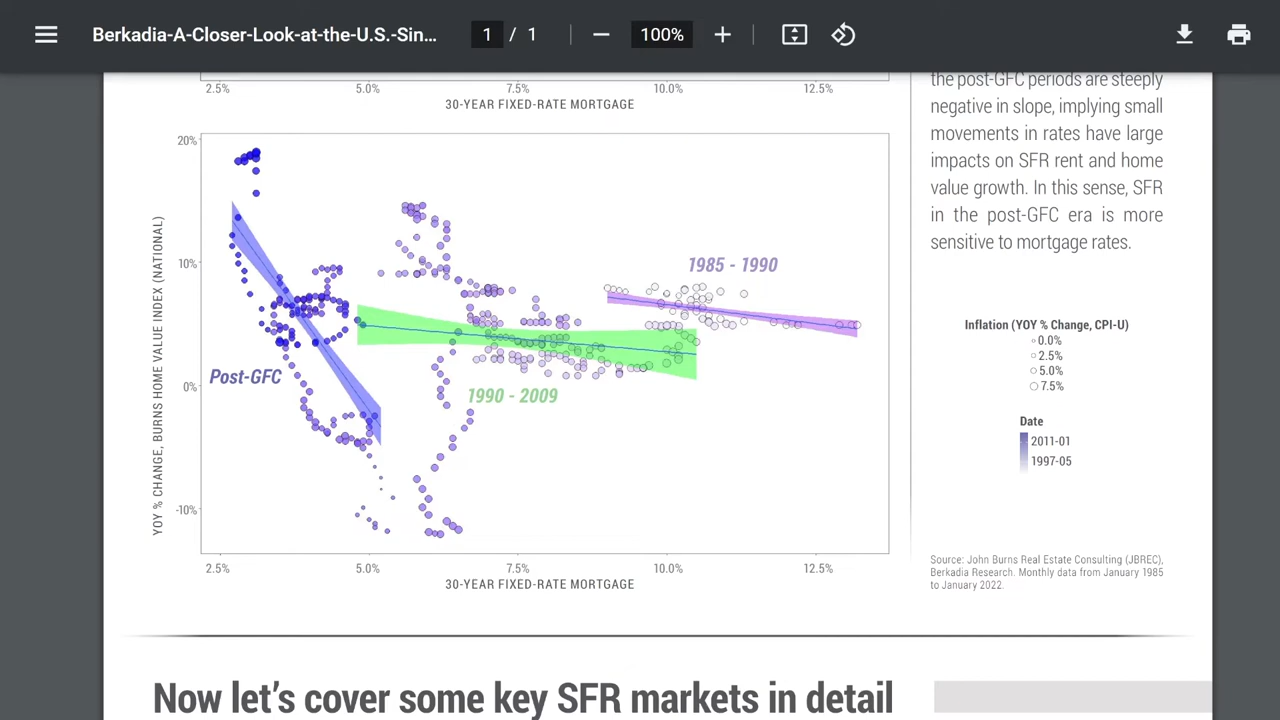 Berkadia-A-Closer-Look-at-the-U.S.-Sin...
1 / 1
100%
2.5% 5.0% 7.5% 10.0% 12.5%
30-YEAR FIXED-RATE MORTGAGE
the post-GFC periods are steeply
negative in slope, implying small
movements in rates have large
impacts on SFR rent and home
value growth. In this sense, SFR
in the post-GFC era is more
sensitive to mortgage rates.
YOY % CHANGE, BURNS HOME VALUE INDEX (NATIONAL)
20%
10%
0%
-10%
1985 - 1990
Post-GFC
1990 - 2009
2.5% 5.0% 7.5% 10.0% 12.5%
30-YEAR FIXED-RATE MORTGAGE
Inflation (YOY % Change, CPI-U)
0.0%
2.5%
5.0%
7.5%
Date
2011-01
1997-05
Source: John Burns Real Estate Consulting (JBREC),
Berkadia Research. Monthly data from January 1985
to January 2022.
Now let's cover some key SFR markets in detail